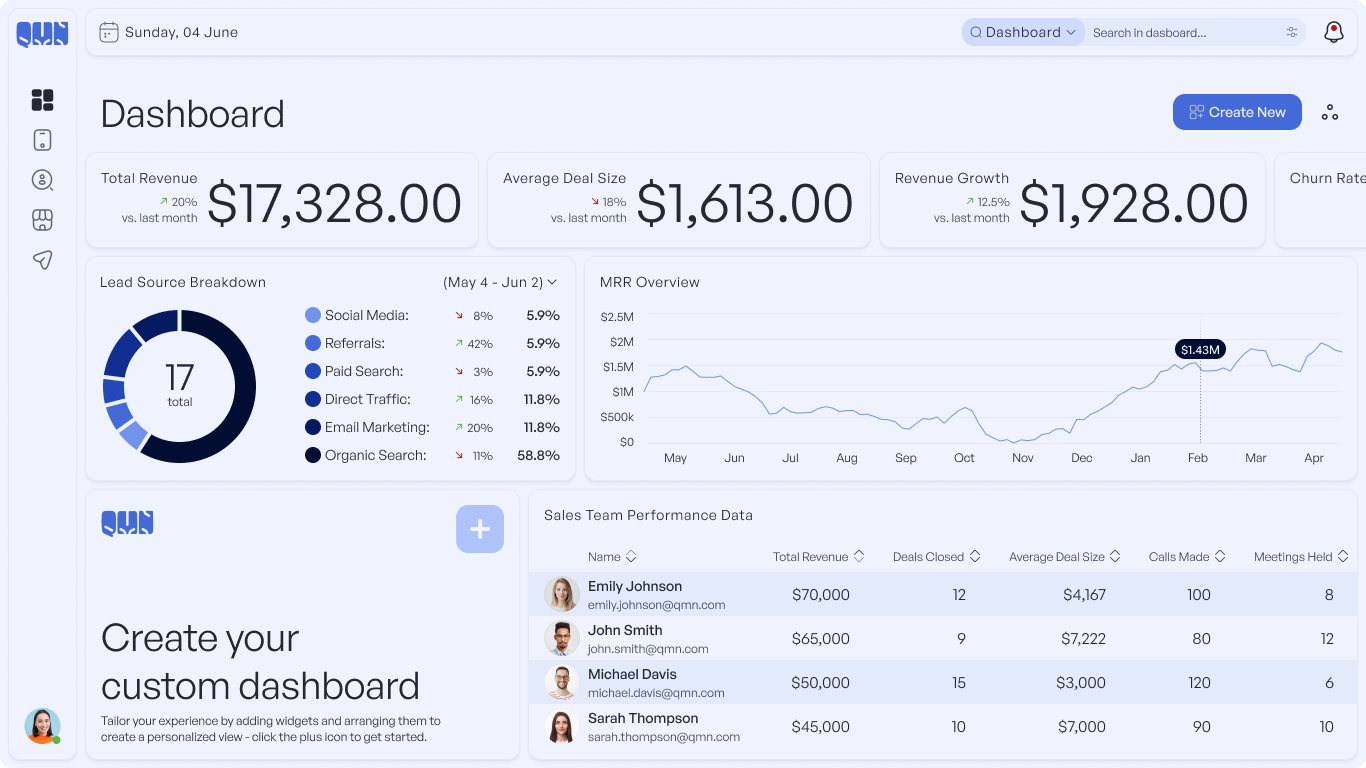 QMN
Sunday, 04 June
Dashboard
Search in dasboard...
Dashboard
Create New
Total Revenue
20%
vs. last month
$17,328.00
Average Deal Size
18%
vs. last month
$1,613.00
Revenue Growth
12.5%
vs. last month
$1,928.00
Churn Rate
Lead Source Breakdown
(May 4 - Jun 2)
17
total
Social Media: 8% 5.9%
Referrals: 42% 5.9%
Paid Search: 3% 5.9%
Direct Traffic: 16% 11.8%
Email Marketing: 20% 11.8%
Organic Search: 11% 58.8%
MRR Overview
$2.5M
$2M
$1.5M
$1M
$500k
$0
$1.43M
May Jun Jul Aug Sep Oct Nov Dec Jan Feb Mar Apr
QMN
Create your
custom dashboard
Tailor your experience by adding widgets and arranging them to
create a personalized view - click the plus icon to get started.
Sales Team Performance Data
Name Total Revenue Deals Closed Average Deal Size Calls Made Meetings Held
Emily Johnson
emily.johnson@qmn.com
$70,000 12 $4,167 100 8
John Smith
john.smith@qmn.com
$65,000 9 $7,222 80 12
Michael Davis
michael.davis@qmn.com
$50,000 15 $3,000 120 6
Sarah Thompson
sarah.thompson@qmn.com
$45,000 10 $7,000 90 10